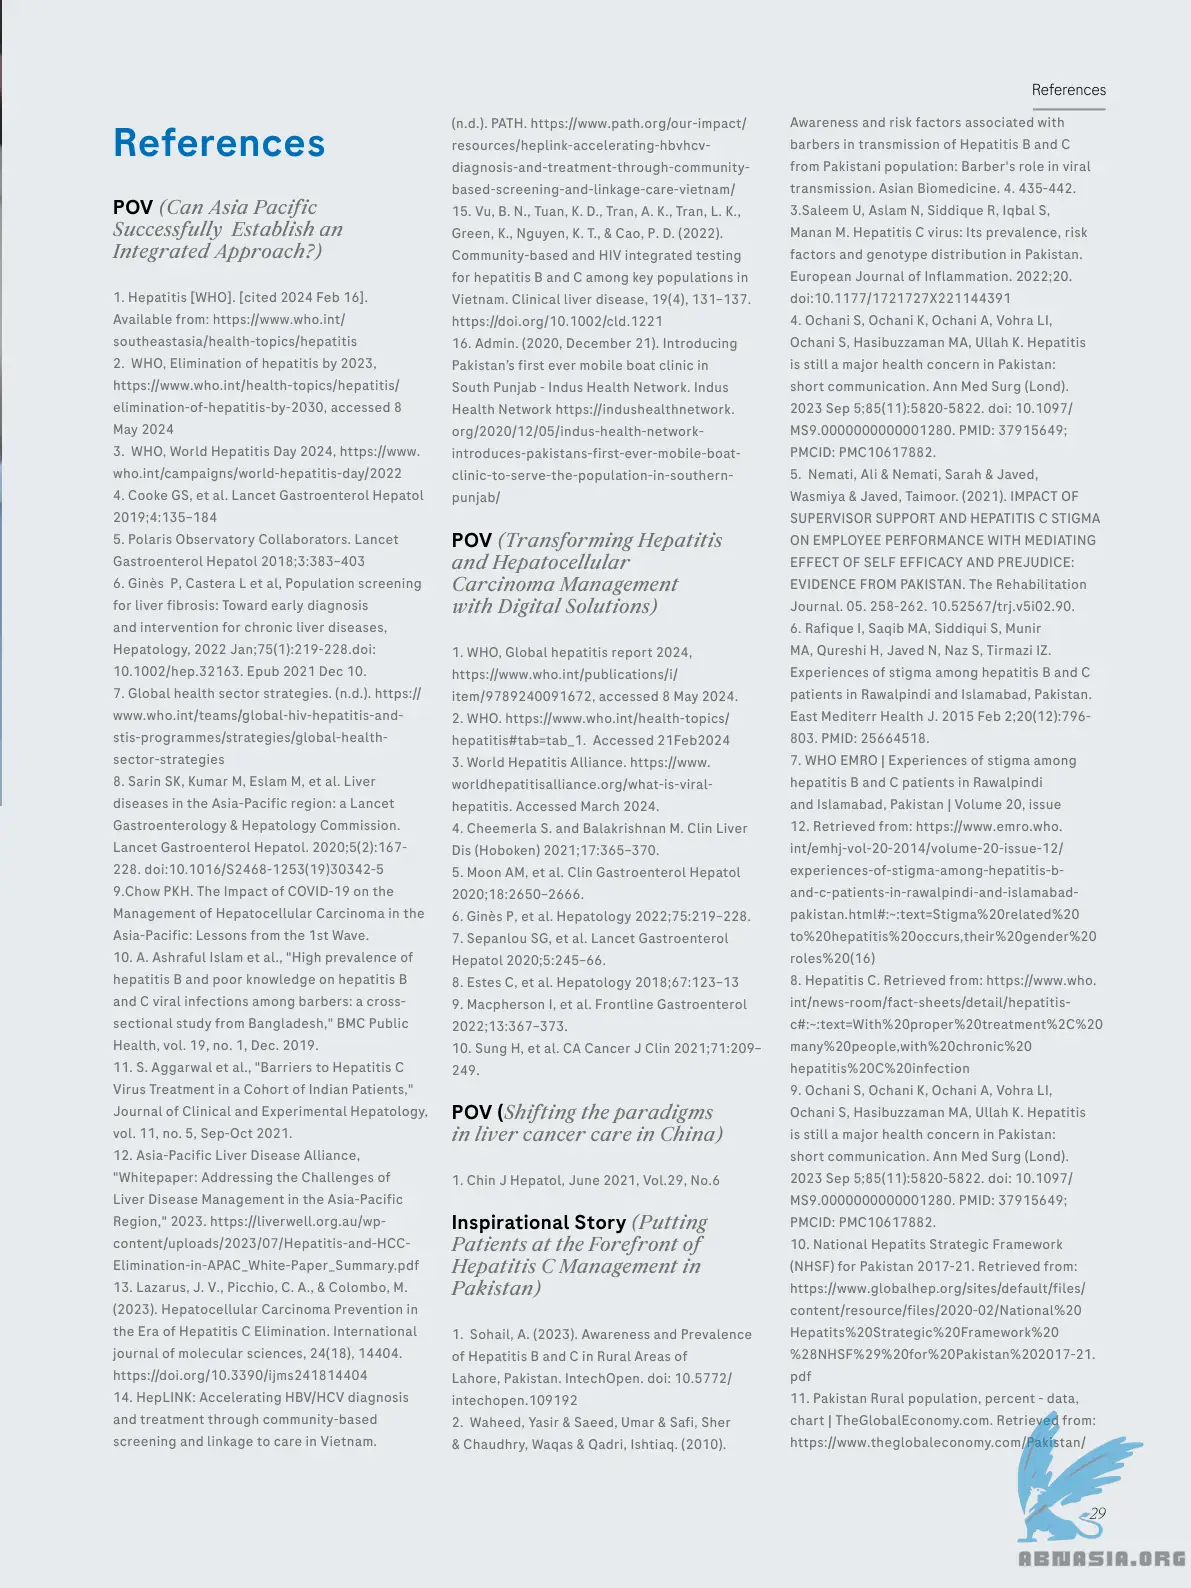 References
References
POV (Can Asia Pacific
Successfully Establish an
Integrated Approach?)
1. Hepatitis [WHO]. [cited 2024 Feb 16].
Available from: https://www.who.int/
southeastasia/health-topics/hepatitis
2. WHO, Elimination of hepatitis by 2023,
https://www.who.int/health-topics/hepatitis/
elimination-of-hepatitis-by-2030, accessed 8
May 2024
3. WHO, World Hepatitis Day 2024, https://www.
who.int/campaigns/world-hepatitis-day/2022
4. Cooke GS, et al. Lancet Gastroenterol Hepatol
2019;4:135–184
5. Polaris Observatory Collaborators. Lancet
Gastroenterol Hepatol 2018;3:383–403
6. Ginès P, Castera L et al, Population screening
for liver fibrosis: Toward early diagnosis
and intervention for chronic liver diseases,
Hepatology, 2022 Jan;75(1):219-228.doi:
10.1002/hep.32163. Epub 2021 Dec 10.
7. Global health sector strategies. (n.d.). https://
www.who.int/teams/global-hiv-hepatitis-and-
stis-programmes/strategies/global-health-
sector-strategies
8. Sarin SK, Kumar M, Eslam M, et al. Liver
diseases in the Asia-Pacific region: a Lancet
Gastroenterology & Hepatology Commission.
Lancet Gastroenterol Hepatol. 2020;5(2):167-
228. doi:10.1016/S2468-1253(19)30342-5
9.Chow PKH. The Impact of COVID-19 on the
Management of Hepatocellular Carcinoma in the
Asia-Pacific: Lessons from the 1st Wave.
10. A. Ashraful Islam et al., "High prevalence of
hepatitis B and poor knowledge on hepatitis B
and C viral infections among barbers: a cross-
sectional study from Bangladesh," BMC Public
Health, vol. 19, no. 1, Dec. 2019.
11. S. Aggarwal et al., "Barriers to Hepatitis C
Virus Treatment in a Cohort of Indian Patients,"
Journal of Clinical and Experimental Hepatology,
vol. 11, no. 5, Sep-Oct 2021.
12. Asia-Pacific Liver Disease Alliance,
"Whitepaper: Addressing the Challenges of
Liver Disease Management in the Asia-Pacific
Region," 2023. https://liverwell.org.au/wp-
content/uploads/2023/07/Hepatitis-and-HCC-
Elimination-in-APAC_White-Paper_Summary.pdf
13. Lazarus, J. V., Picchio, C. A., & Colombo, M.
(2023). Hepatocellular Carcinoma Prevention in
the Era of Hepatitis C Elimination. International
journal of molecular sciences, 24(18), 14404.
https://doi.org/10.3390/ijms241814404
14. HepLINK: Accelerating HBV/HCV diagnosis
and treatment through community-based
screening and linkage to care in Vietnam.
(n.d.). PATH. https://www.path.org/our-impact/
resources/heplink-accelerating-hbvhcv-
diagnosis-and-treatment-through-community-
based-screening-and-linkage-care-vietnam/
15. Vu, B. N., Tuan, K. D., Tran, A. K., Tran, L. K.,
Green, K., Nguyen, K. T., & Cao, P. D. (2022).
Community-based and HIV integrated testing
for hepatitis B and C among key populations in
Vietnam. Clinical liver disease, 19(4), 131–137.
https://doi.org/10.1002/cld.1221
16. Admin. (2020, December 21). Introducing
Pakistan’s first ever mobile boat clinic in
South Punjab - Indus Health Network. Indus
Health Network https://indushealthnetwork.
org/2020/12/05/indus-health-network-
introduces-pakistans-first-ever-mobile-boat-
clinic-to-serve-the-population-in-southern-
punjab/
POV (Transforming Hepatitis
and Hepatocellular
Carcinoma Management
with Digital Solutions)
1. WHO, Global hepatitis report 2024,
https://www.who.int/publications/i/
item/9789240091672, accessed 8 May 2024.
2. WHO. https://www.who.int/health-topics/
hepatitis#tab=tab_1. Accessed 21Feb2024
3. World Hepatitis Alliance. https://www.
worldhepatitisalliance.org/what-is-viral-
hepatitis. Accessed March 2024.
4. Cheemerla S. and Balakrishnan M. Clin Liver
Dis (Hoboken) 2021;17:365–370.
5. Moon AM, et al. Clin Gastroenterol Hepatol
2020;18:2650–2666.
6. Ginès P, et al. Hepatology 2022;75:219–228.
7. Sepanlou SG, et al. Lancet Gastroenterol
Hepatol 2020;5:245–66.
8. Estes C, et al. Hepatology 2018;67:123–13
9. Macpherson I, et al. Frontline Gastroenterol
2022;13:367–373.
10. Sung H, et al. CA Cancer J Clin 2021;71:209–
249.
POV (Shifting the paradigms
in liver cancer care in China)
1. Chin J Hepatol, June 2021, Vol.29, No.6
Inspirational Story (Putting
Patients at the Forefront of
Hepatitis C Management in
Pakistan)
1. Sohail, A. (2023). Awareness and Prevalence
of Hepatitis B and C in Rural Areas of
Lahore, Pakistan. IntechOpen. doi: 10.5772/
intechopen.109192
2. Waheed, Yasir & Saeed, Umar & Safi, Sher
& Chaudhry, Waqas & Qadri, Ishtiaq. (2010).
Awareness and risk factors associated with
barbers in transmission of Hepatitis B and C
from Pakistani population: Barber's role in viral
transmission. Asian Biomedicine. 4. 435-442.
3.Saleem U, Aslam N, Siddique R, Iqbal S,
Manan M. Hepatitis C virus: Its prevalence, risk
factors and genotype distribution in Pakistan.
European Journal of Inflammation. 2022;20.
doi:10.1177/1721727X221144391
4. Ochani S, Ochani K, Ochani A, Vohra LI,
Ochani S, Hasibuzzaman MA, Ullah K. Hepatitis
is still a major health concern in Pakistan:
short communication. Ann Med Surg (Lond).
2023 Sep 5;85(11):5820-5822. doi: 10.1097/
MS9.0000000000001280. PMID: 37915649;
PMCID: PMC10617882.
5. Nemati, Ali & Nemati, Sarah & Javed,
Wasmiya & Javed, Taimoor. (2021). IMPACT OF
SUPERVISOR SUPPORT AND HEPATITIS C STIGMA
ON EMPLOYEE PERFORMANCE WITH MEDIATING
EFFECT OF SELF EFFICACY AND PREJUDICE:
EVIDENCE FROM PAKISTAN. The Rehabilitation
Journal. 05. 258-262. 10.52567/trj.v5i02.90.
6. Rafique I, Saqib MA, Siddiqui S, Munir
MA, Qureshi H, Javed N, Naz S, Tirmazi IZ.
Experiences of stigma among hepatitis B and C
patients in Rawalpindi and Islamabad, Pakistan.
East Mediterr Health J. 2015 Feb 2;20(12):796-
803. PMID: 25664518.
7. WHO EMRO | Experiences of stigma among
hepatitis B and C patients in Rawalpindi
and Islamabad, Pakistan | Volume 20, issue
12. Retrieved from: https://www.emro.who.
int/emhj-vol-20-2014/volume-20-issue-12/
experiences-of-stigma-among-hepatitis-b-
and-c-patients-in-rawalpindi-and-islamabad-
pakistan.html#:~:text=Stigma%20related%20
to%20hepatitis%20occurs,their%20gender%20
roles%20(16)
8. Hepatitis C. Retrieved from: https://www.who.
int/news-room/fact-sheets/detail/hepatitis-
c#:~:text=With%20proper%20treatment%2C%20
many%20people,with%20chronic%20
hepatitis%20C%20infection
9. Ochani S, Ochani K, Ochani A, Vohra LI,
Ochani S, Hasibuzzaman MA, Ullah K. Hepatitis
is still a major health concern in Pakistan:
short communication. Ann Med Surg (Lond).
2023 Sep 5;85(11):5820-5822. doi: 10.1097/
MS9.0000000000001280. PMID: 37915649;
PMCID: PMC10617882.
10. National Hepatits Strategic Framework
(NHSF) for Pakistan 2017-21. Retrieved from:
https://www.globalhep.org/sites/default/files/
content/resource/files/2020-02/National%20
Hepatits%20Strategic%20Framework%20
%28NHSF%29%20for%20Pakistan%202017-21.
pdf
11. Pakistan Rural population, percent - data,
chart | TheGlobalEconomy.com. Retrieved from:
https://www.theglobaleconomy.com/Pakistan/
29
ABNASIA.ORG